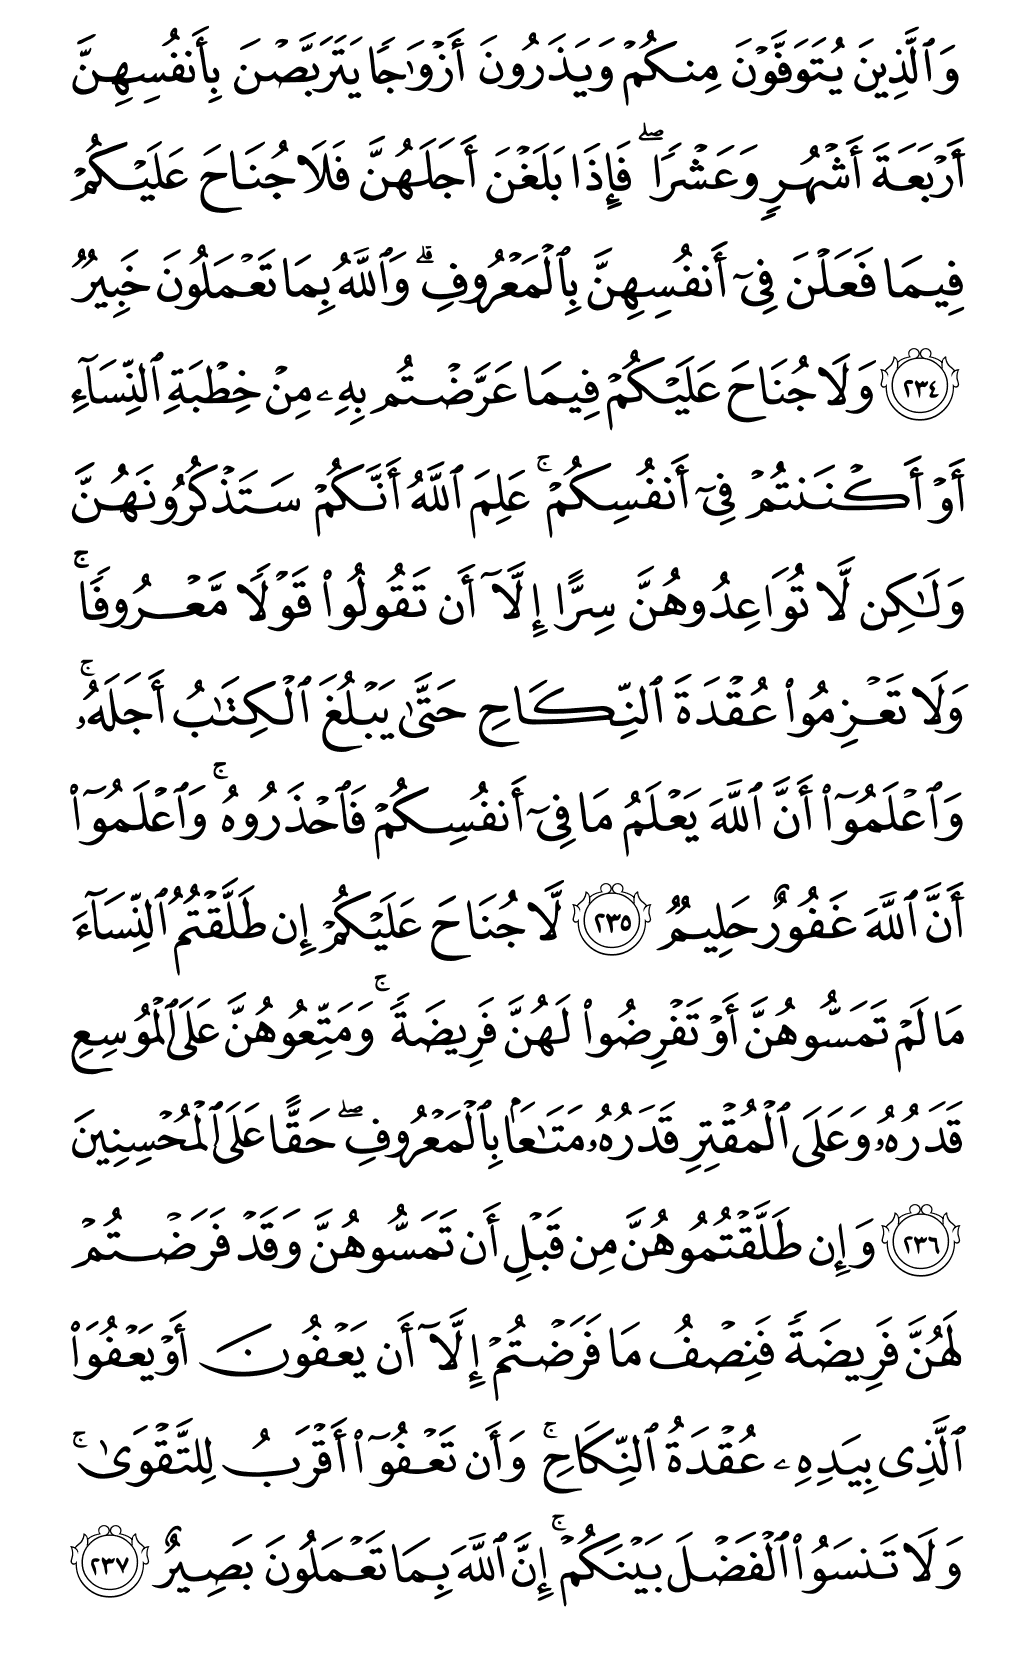 وَٱلَّذِينَ يُتَوَفَّوۡنَ مِنكُمۡ وَيَذَرُونَ أَزۡوَٰجٗا يَتَرَبَّصۡنَ بِأَنفُسِهِنَّ
أَرۡبَعَةَ أَشۡهُرٖ وَعَشۡرٗاۖ فَإِذَا بَلَغۡنَ أَجَلَهُنَّ فَلَا جُنَاحَ عَلَيۡكُمۡ
فِيمَا فَعَلۡنَ فِيٓ أَنفُسِهِنَّ بِٱلۡمَعۡرُوفِۗ وَٱللَّهُ بِمَا تَعۡمَلُونَ خَبِيرٞ
٢٣٤ وَلَا جُنَاحَ عَلَيۡكُمۡ فِيمَا عَرَّضۡتُم بِهِۦ مِنۡ خِطۡبَةِ ٱلنِّسَآءِ
أَوۡ أَكۡنَنتُمۡ فِيٓ أَنفُسِكُمۡۚ عَلِمَ ٱللَّهُ أَنَّكُمۡ سَتَذۡكُرُونَهُنَّ
وَلَٰكِن لَّا تُوَاعِدُوهُنَّ سِرًّا إِلَّآ أَن تَقُولُواْ قَوۡلٗا مَّعۡرُوفٗاۚ
وَلَا تَعۡزِمُواْ عُقۡدَةَ ٱلنِّكَاحِ حَتَّىٰ يَبۡلُغَ ٱلۡكِتَٰبُ أَجَلَهُۥۚ
وَٱعۡلَمُوٓاْ أَنَّ ٱللَّهَ يَعۡلَمُ مَا فِيٓ أَنفُسِكُمۡ فَٱحۡذَرُوهُۚ وَٱعۡلَمُوٓاْ
أَنَّ ٱللَّهَ غَفُورٌ حَلِيمٞ ٢٣٥ لَّا جُنَاحَ عَلَيۡكُمۡ إِن طَلَّقۡتُمُ ٱلنِّسَآءَ
مَا لَمۡ تَمَسُّوهُنَّ أَوۡ تَفۡرِضُواْ لَهُنَّ فَرِيضَةٗۚ وَمَتِّعُوهُنَّ عَلَى ٱلۡمُوسِعِ
قَدَرُهُۥ وَعَلَى ٱلۡمُقۡتِرِ قَدَرُهُۥ مَتَٰعَۢا بِٱلۡمَعۡرُوفِۖ حَقًّا عَلَى ٱلۡمُحۡسِنِينَ
٢٣٦ وَإِن طَلَّقۡتُمُوهُنَّ مِن قَبۡلِ أَن تَمَسُّوهُنَّ وَقَدۡ فَرَضۡتُمۡ
لَهُنَّ فَرِيضَةٗ فَنِصۡفُ مَا فَرَضۡتُمۡ إِلَّآ أَن يَعۡفُونَ أَوۡ يَعۡفُوَاْ
ٱلَّذِي بِيَدِهِۦ عُقۡدَةُ ٱلنِّكَاحِۚ وَأَن تَعۡفُوٓاْ أَقۡرَبُ لِلتَّقۡوَىٰۚ
وَلَا تَنسَوُاْ ٱلۡفَضۡلَ بَيۡنَكُمۡۚ إِنَّ ٱللَّهَ بِمَا تَعۡمَلُونَ بَصِيرٌ ٢٣٧